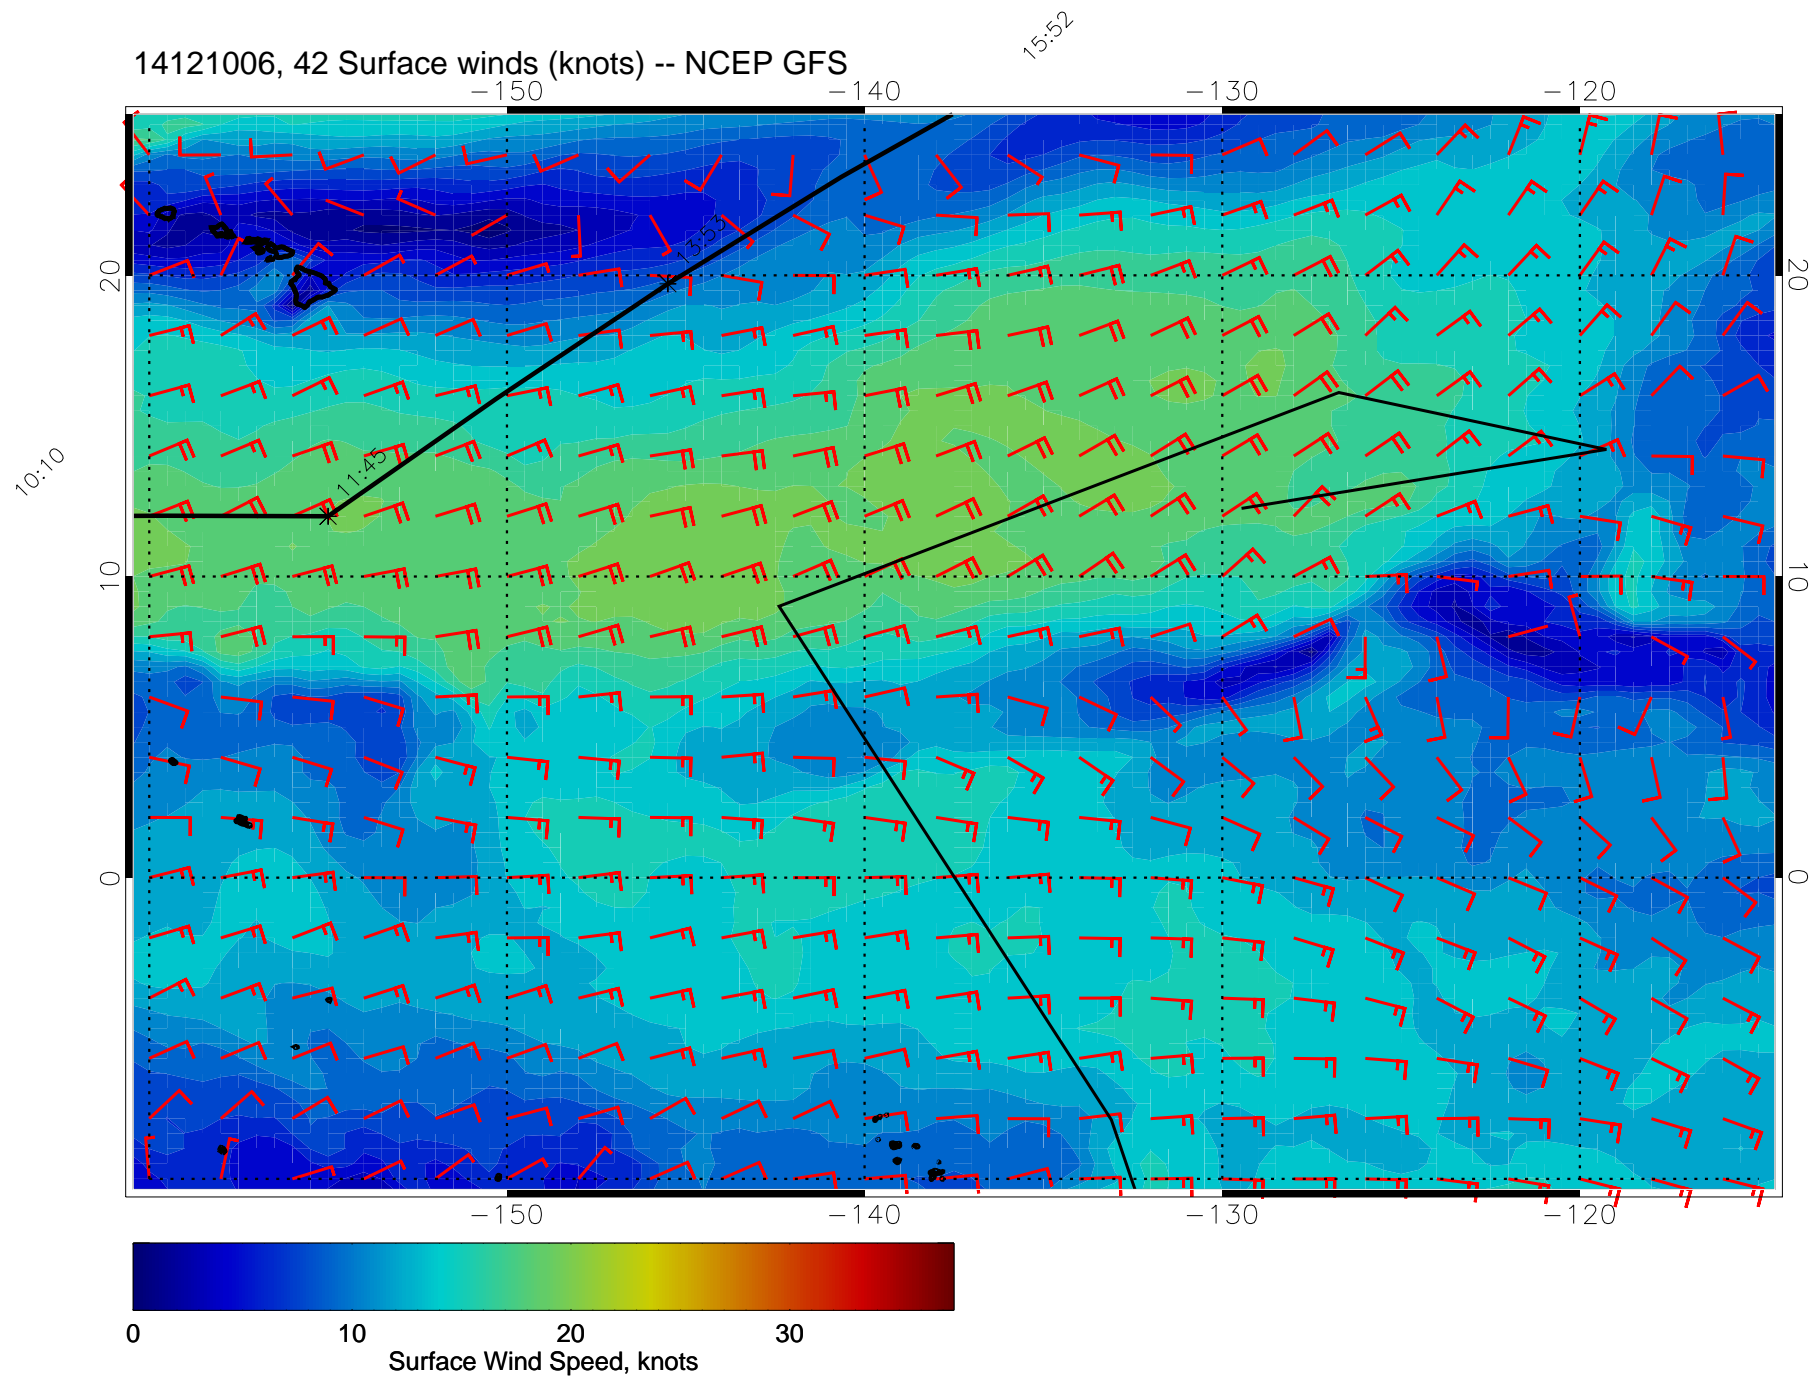 15:52
14121006, 42 Surface winds (knots) -- NCEP GFS
-150 -140 -130 -120
13:53
20 20
11:45
10:10
10 10
0 0
-150 -140 -130 -120
0 10 20 30
Surface Wind Speed, knots